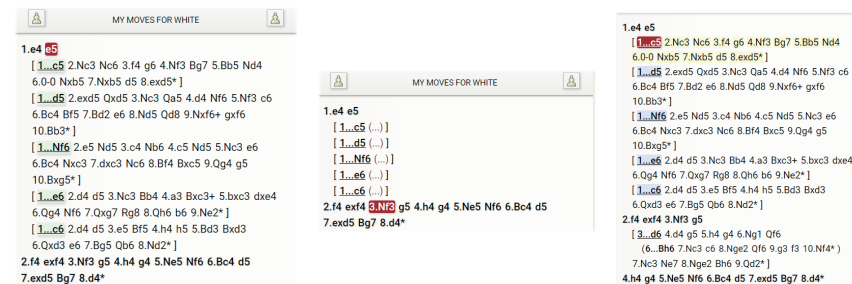 MY MOVES FOR WHITE
1.e4 e5
[ 1...c5 2.Nc3 Nc6 3.f4 g6 4.Nf3 Bg7 5.Bb5 Nd4
6.0-0 Nxb5 7.Nxb5 d5 8.exd5* ]
[ 1...d5 2.exd5 Qxd5 3.Nc3 Qa5 4.d4 Nf6 5.Nf3 c6
6.Bc4 Bf5 7.Bd2 e6 8.Nd5 Qd8 9.Nxf6+ gxf6
10.Bb3* ]
[ 1...Nf6 2.e5 Nd5 3.c4 Nb6 4.c5 Nd5 5.Nc3 e6
6.Bc4 Nxc3 7.dxc3 Nc6 8.Bf4 Bxc5 9.Qg4 g5
10.Bxg5* ]
[ 1...e6 2.d4 d5 3.Nc3 Bb4 4.a3 Bxc3+ 5.bxc3 dxe4
6.Qg4 Nf6 7.Qxg7 Rg8 8.Qh6 b6 9.Ne2* ]
[ 1...c6 2.d4 d5 3.e5 Bf5 4.h4 h5 5.Bd3 Bxd3
6.Qxd3 e6 7.Bg5 Qb6 8.Nd2* ]
2.f4 exf4 3.Nf3 g5 4.h4 g4 5.Ne5 Nf6 6.Bc4 d5
7.exd5 Bg7 8.d4*
MY MOVES FOR WHITE
1.e4 e5
[ 1...c5 (...) ]
[ 1...d5 (...) ]
[ 1...Nf6 (...) ]
[ 1...e6 (...) ]
[ 1...c6 (...) ]
2.f4 exf4 3.Nf3 g5 4.h4 g4 5.Ne5 Nf6 6.Bc4 d5
7.exd5 Bg7 8.d4*
1.e4 e5
[ 1...c5 2.Nc3 Nc6 3.f4 g6 4.Nf3 Bg7 5.Bb5 Nd4
6.0-0 Nxb5 7.Nxb5 d5 8.exd5* ]
[ 1...d5 2.exd5 Qxd5 3.Nc3 Qa5 4.d4 Nf6 5.Nf3 c6
6.Bc4 Bf5 7.Bd2 e6 8.Nd5 Qd8 9.Nxf6+ gxf6
10.Bb3* ]
[ 1...Nf6 2.e5 Nd5 3.c4 Nb6 4.c5 Nd5 5.Nc3 e6
6.Bc4 Nxc3 7.dxc3 Nc6 8.Bf4 Bxc5 9.Qg4 g5
10.Bxg5* ]
[ 1...e6 2.d4 d5 3.Nc3 Bb4 4.a3 Bxc3+ 5.bxc3 dxe4
6.Qg4 Nf6 7.Qxg7 Rg8 8.Qh6 b6 9.Ne2* ]
[ 1...c6 2.d4 d5 3.e5 Bf5 4.h4 h5 5.Bd3 Bxd3
6.Qxd3 e6 7.Bg5 Qb6 8.Nd2* ]
2.f4 exf4 3.Nf3 g5
[ 3...d6 4.d4 g5 5.h4 g4 6.Ng1 Qf6
(6...Bh6 7.Nc3 c6 8.Nge2 Qf6 9.g3 f3 10.Nf4* )
7.Nc3 Ne7 8.Nge2 Bh6 9.Qd2* ]
4.h4 g4 5.Ne5 Nf6 6.Bc4 d5 7.exd5 Bg7 8.d4*